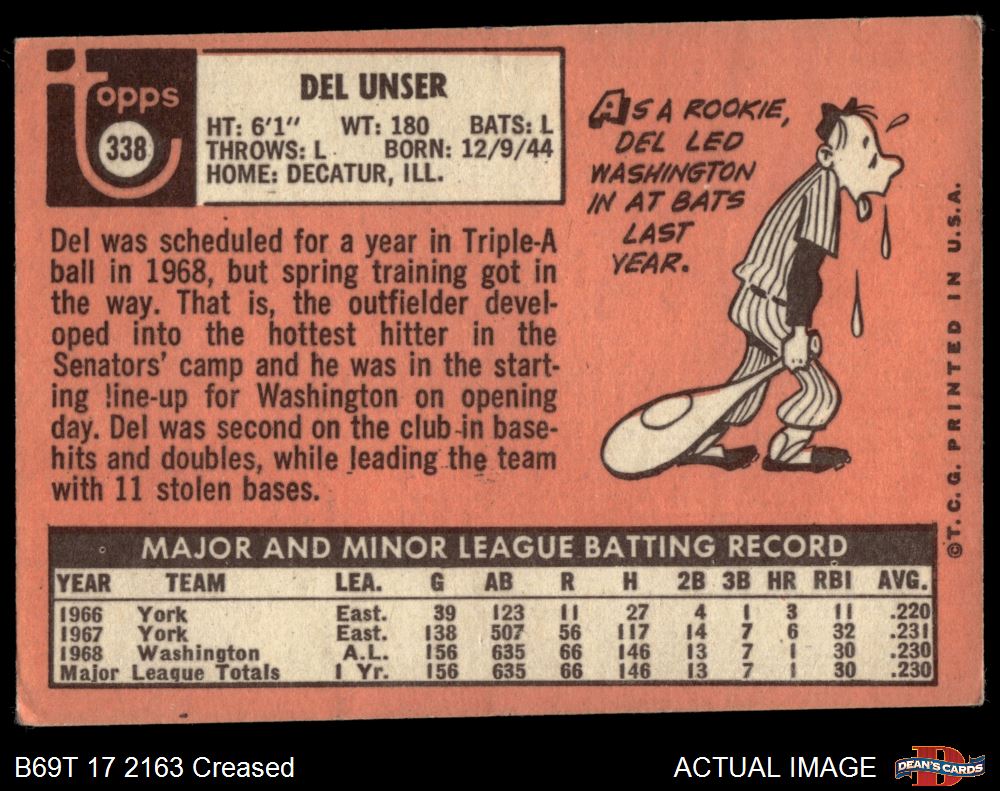 topps
338
DEL UNSER
HT: 6'1" WT: 180 BATS: L
THROWS: L BORN: 12/9/44
HOME: DECATUR, ILL.
Del was scheduled for a year in Triple-A
ball in 1968, but spring training got in
the way. That is, the outfielder devel-
oped into the hottest hitter in the
Senators' camp and he was in the start-
ing line-up for Washington on opening
day. Del was second on the club in base-
hits and doubles, while leading the team
with 11 stolen bases.
AS A ROOKIE,
DEL LED
WASHINGTON
IN AT BATS
LAST
YEAR.
©T.C.G. PRINTED IN U.S.A.
MAJOR AND MINOR LEAGUE BATTING RECORD
YEAR TEAM LEA. G AB R H 2B 3B HR RBI AVG.
1966 York East. 39 123 11 27 4 1 3 11 .220
1967 York East. 138 507 56 117 14 7 6 32 .231
1968 Washington A.L. 156 635 66 146 13 7 1 30 .230
Major League Totals 1 Yr. 156 635 66 146 13 7 1 30 .230
B69T 17 2163 Creased
ACTUAL IMAGE
D
DEAN'S CARDS